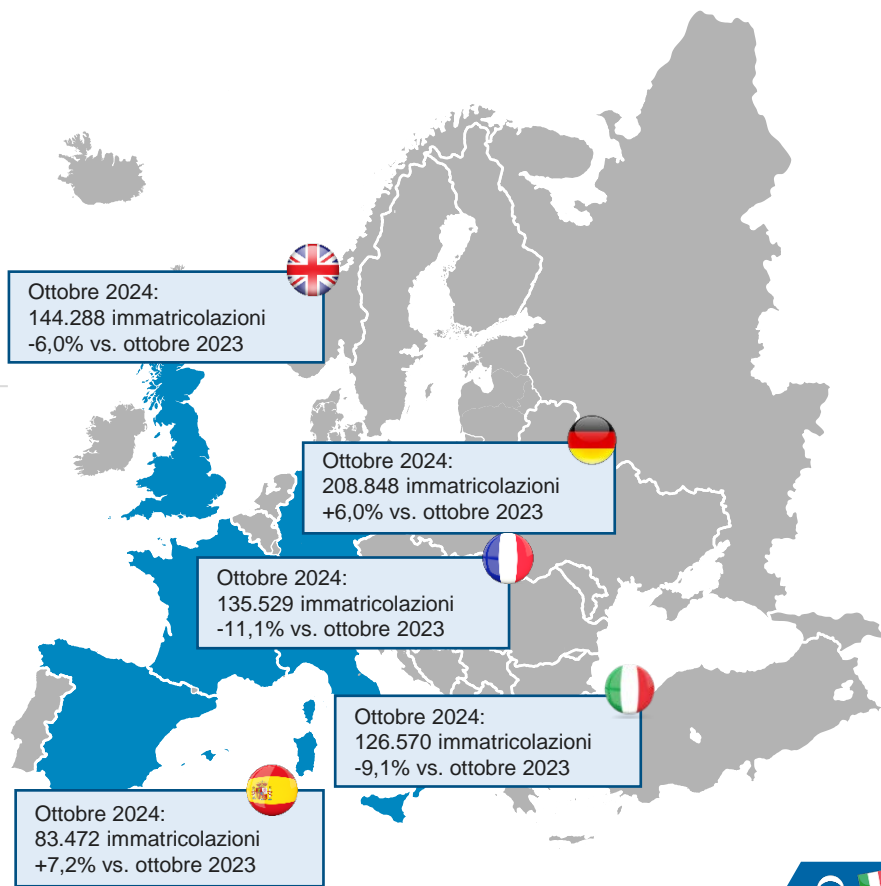 Ottobre 2024:
144.288 immatricolazioni
-6,0% vs. ottobre 2023
Ottobre 2024:
208.848 immatricolazioni
+6,0% vs. ottobre 2023
Ottobre 2024:
135.529 immatricolazioni
-11,1% vs. ottobre 2023
Ottobre 2024:
126.570 immatricolazioni
-9,1% vs. ottobre 2023
Ottobre 2024:
83.472 immatricolazioni
+7,2% vs. ottobre 2023